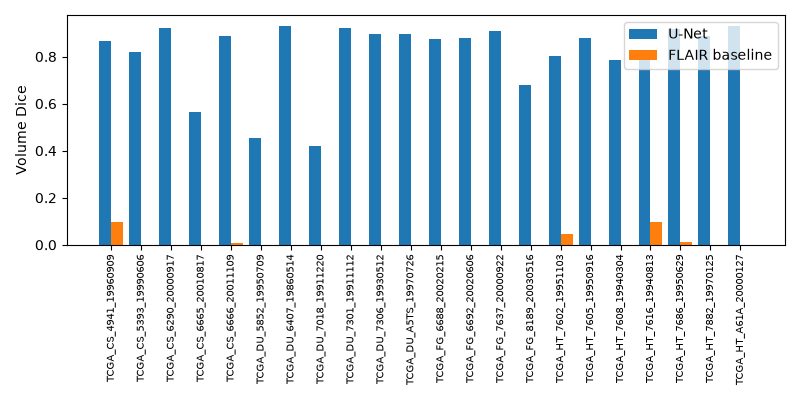 U-Net
FLAIR baseline
Volume Dice
0.8
0.6
0.4
0.2
0.0
TCGA_CS_4941_19960909
TCGA_CS_5393_19990606
TCGA_CS_6290_20000917
TCGA_CS_6665_20010817
TCGA_CS_6666_20011109
TCGA_DU_5852_19950709
TCGA_DU_6407_19860514
TCGA_DU_7018_19911220
TCGA_DU_7301_19911112
TCGA_DU_7306_19930512
TCGA_DU_A5TS_19970726
TCGA_FG_6688_20020215
TCGA_FG_6692_20020606
TCGA_FG_7637_20000922
TCGA_FG_8189_20030516
TCGA_HT_7602_19951103
TCGA_HT_7605_19950916
TCGA_HT_7608_19940304
TCGA_HT_7616_19940813
TCGA_HT_7686_19950629
TCGA_HT_7882_19970125
TCGA_HT_A61A_20000127